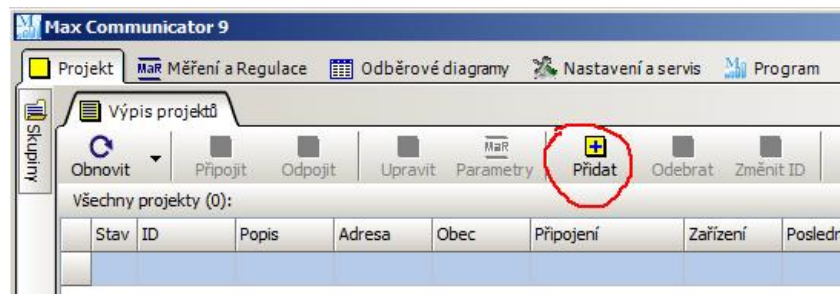 Max Communicator 9
Projekt MaR Měření a Regulace Odběrové diagramy Nastavení a servis Program
Skupiny
Výpis projektů
Obnovit Připojit Odpojit Upravit MaR Parametry Přidat Odebrat Změnit ID
Všechny projekty (0):
Stav ID Popis Adresa Obec Připojení Zařízení